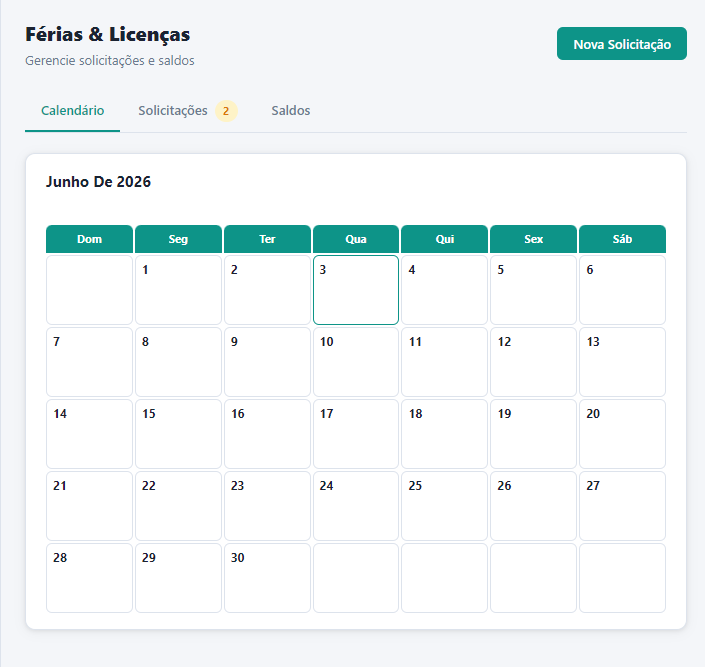 Férias & Licenças
Gerencie solicitações e saldos
Nova Solicitação
Calendário Solicitações 2 Saldos
Junho De 2026
Dom Seg Ter Qua Qui Sex Sáb
1 2 3 4 5 6
7 8 9 10 11 12 13
14 15 16 17 18 19 20
21 22 23 24 25 26 27
28 29 30